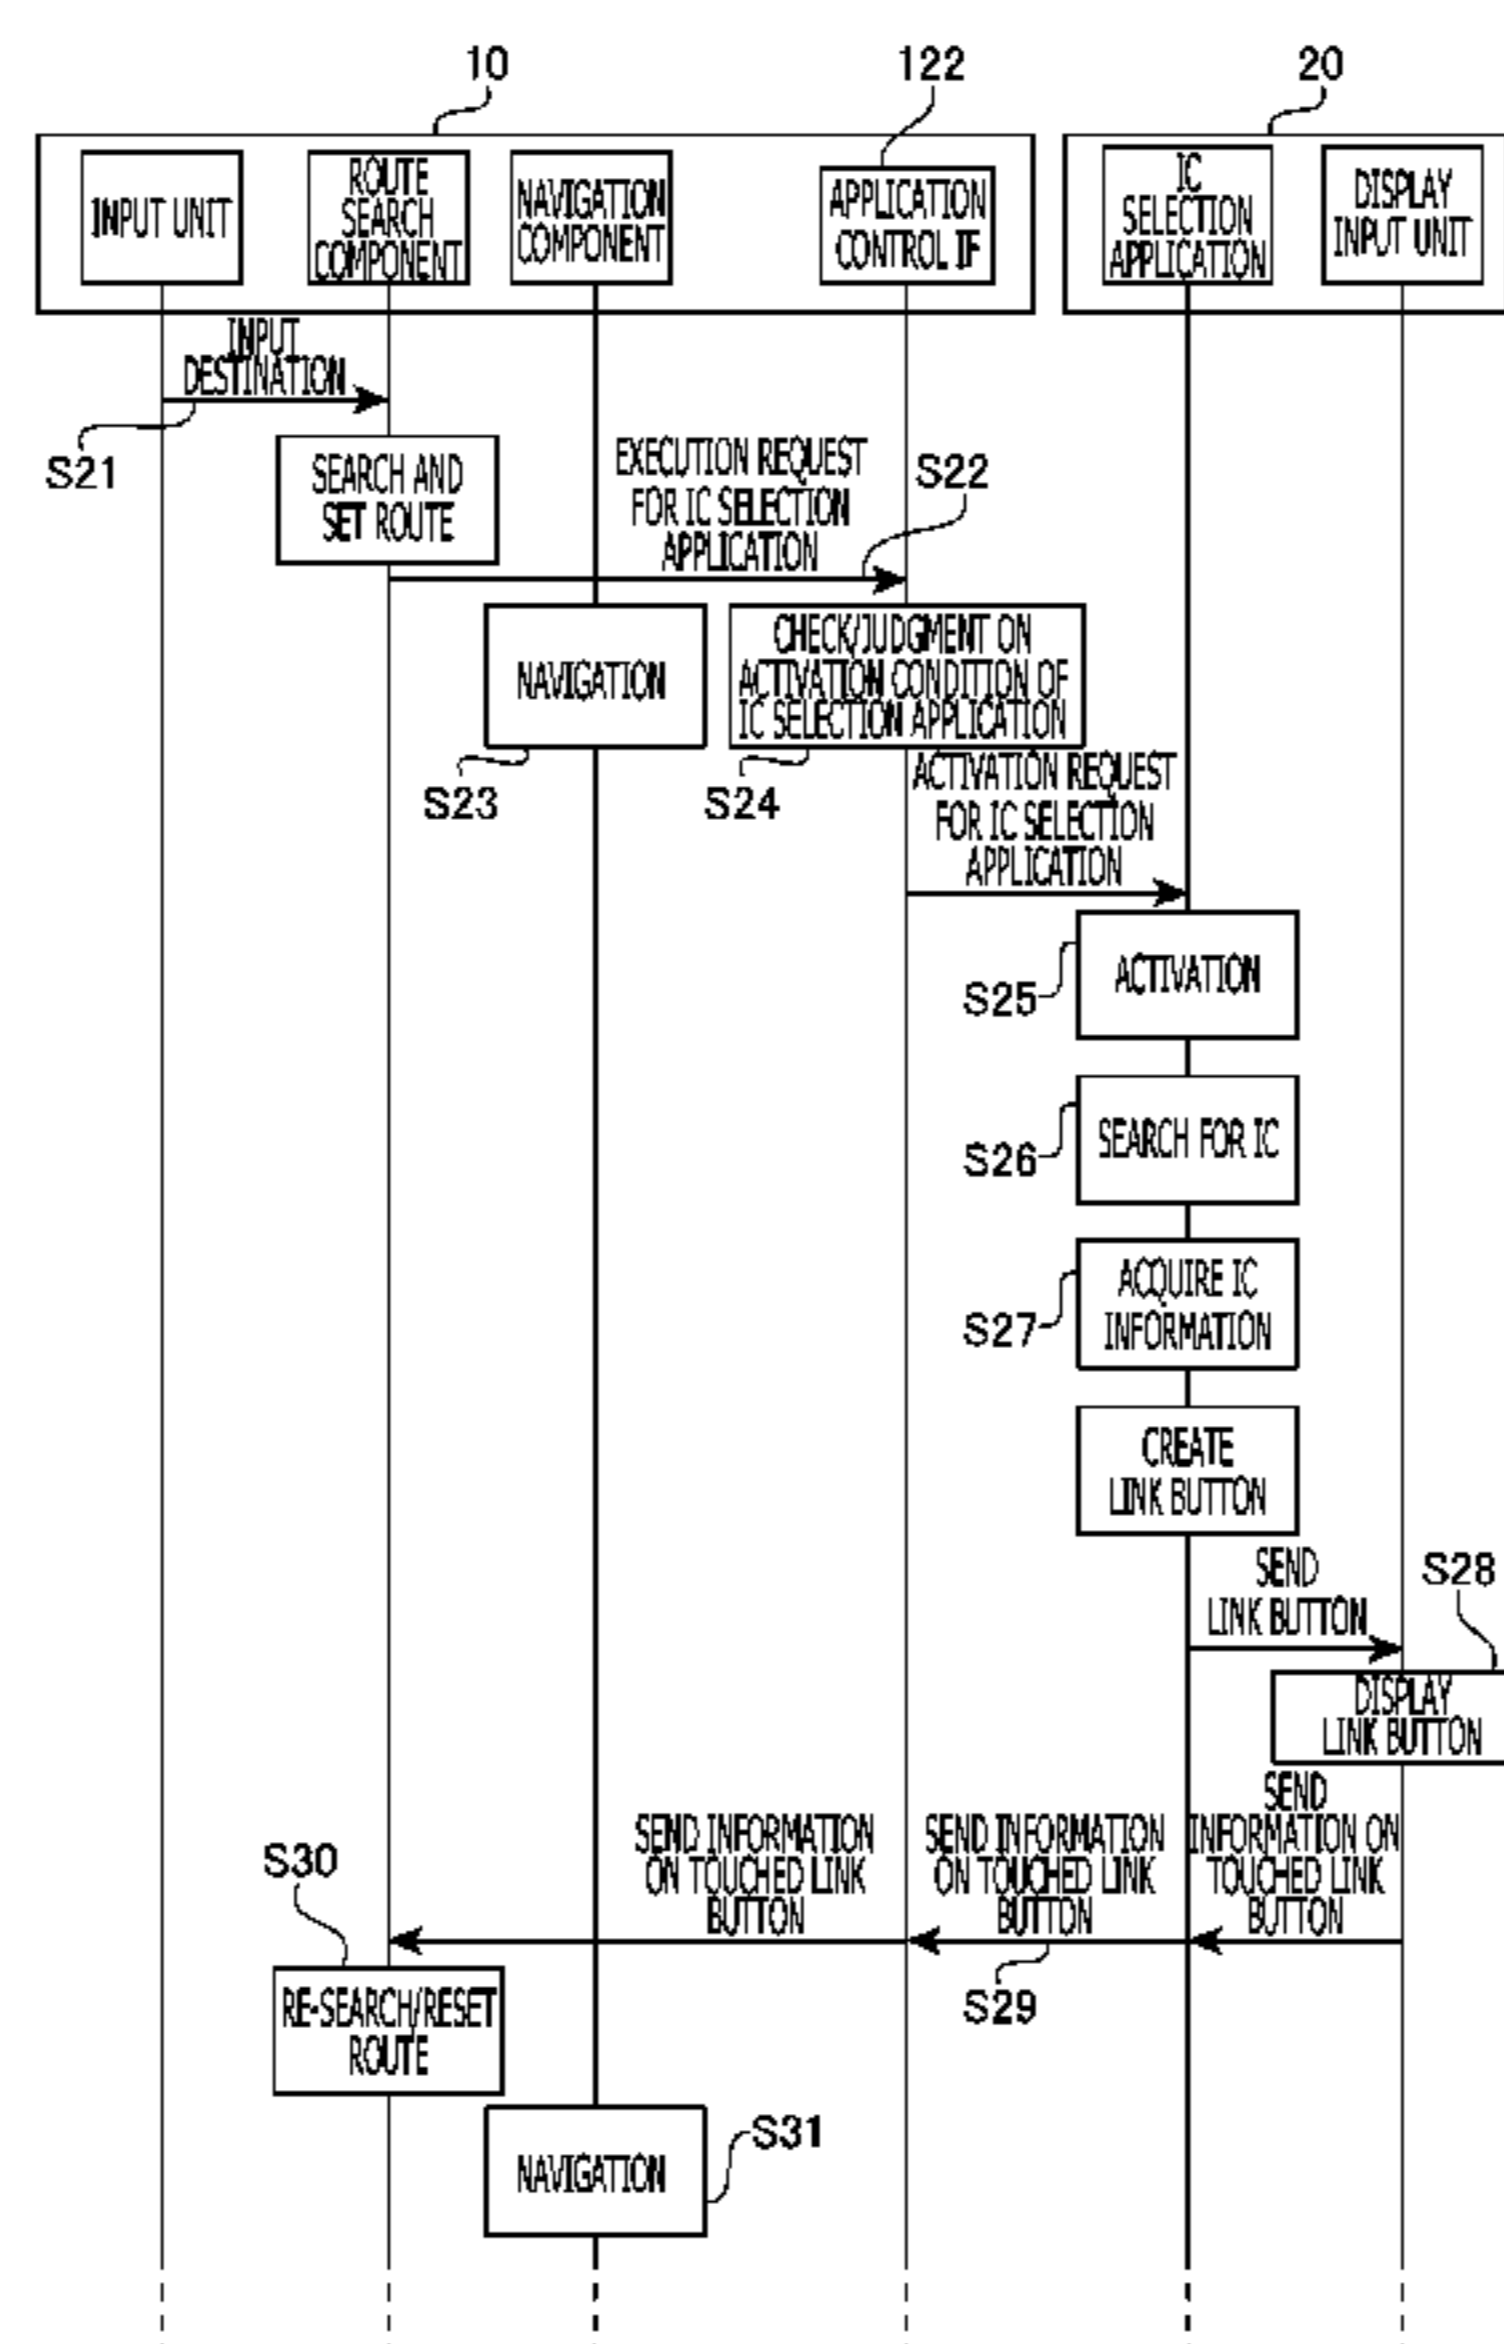 10
122
20
INPUT UNIT
ROUTE
SEARCH
COMPONENT
NAVIGATION
COMPONENT
APPLICATION
CONTROL IF
IC
SELECTION
APPLICATION
DISPLAY
INPUT UNIT
INPUT
DESTINATION
S21
SEARCH AND
SET ROUTE
EXECUTION REQUEST
FOR IC SELECTION
APPLICATION
S22
NAVIGATION
S23
CHECK/JUDGMENT ON
ACTIVATION CONDITION OF
IC SELECTION APPLICATION
S24
ACTIVATION REQUEST
FOR IC SELECTION
APPLICATION
ACTIVATION
S25
SEARCH FOR IC
S26
ACQUIRE IC
INFORMATION
S27
CREATE
LINK BUTTON
SEND
LINK BUTTON
S28
DISPLAY
LINK BUTTON
SEND
INFORMATION ON
TOUCHED LINK
BUTTON
SEND INFORMATION
ON TOUCHED LINK
BUTTON
S29
SEND INFORMATION
ON TOUCHED LINK
BUTTON
S30
RE-SEARCH/RESET
ROUTE
NAVIGATION
S31